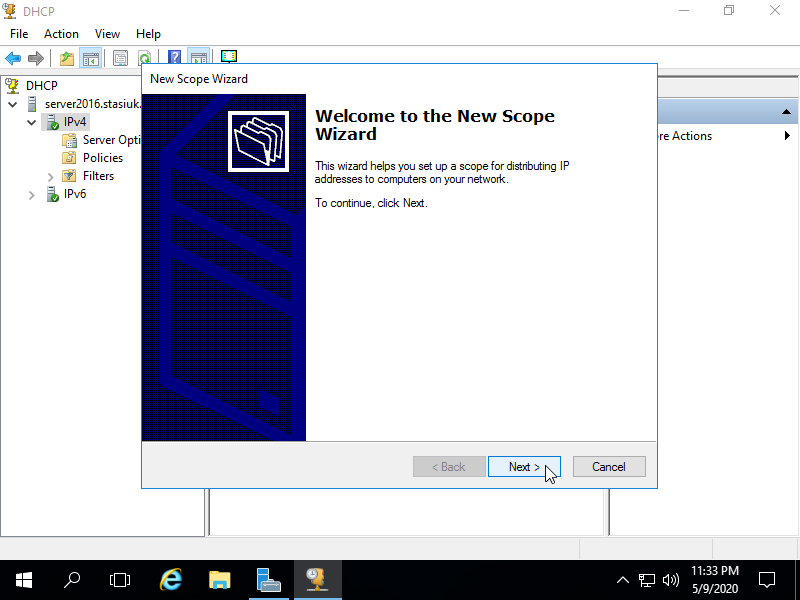 DHCP
File Action View Help
DHCP
server2016.stasiuk.
IPv4
Server Opti
Policies
Filters
IPv6
New Scope Wizard
Welcome to the New Scope
Wizard
This wizard helps you set up a scope for distributing IP
addresses to computers on your network.
To continue, click Next.
< Back Next > Cancel
re Actions
11:33 PM
5/9/2020